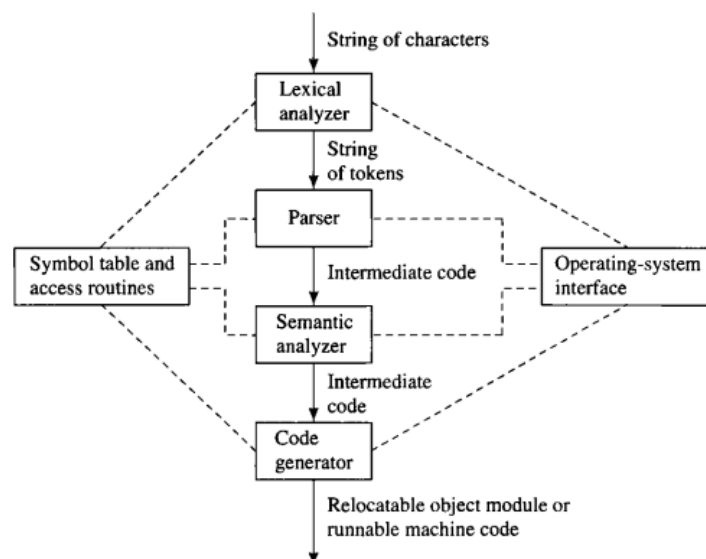 String of characters
Lexical
analyzer
String
of tokens
Parser
Symbol table and
access routines
Intermediate code
Operating-system
interface
Semantic
analyzer
Intermediate
code
Code
generator
Relocatable object module or
runnable machine code